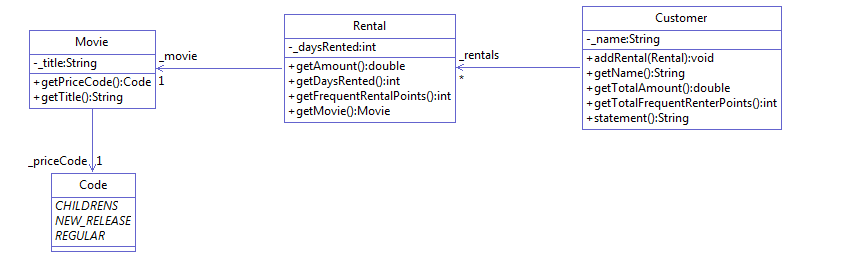 Movie
-_title:String
+getPriceCode():Code
+getTitle():String
_movie
1
Rental
-_daysRented:int
+getAmount():double
+getDaysRented():int
+getFrequentRentalPoints():int
+getMovie():Movie
_rentals
*
Customer
-_name:String
+addRental(Rental):void
+getName():String
+getTotalAmount():double
+getTotalFrequentRenterPoints():int
+statement():String
_priceCode 1
Code
CHILDRENS
NEW_RELEASE
REGULAR